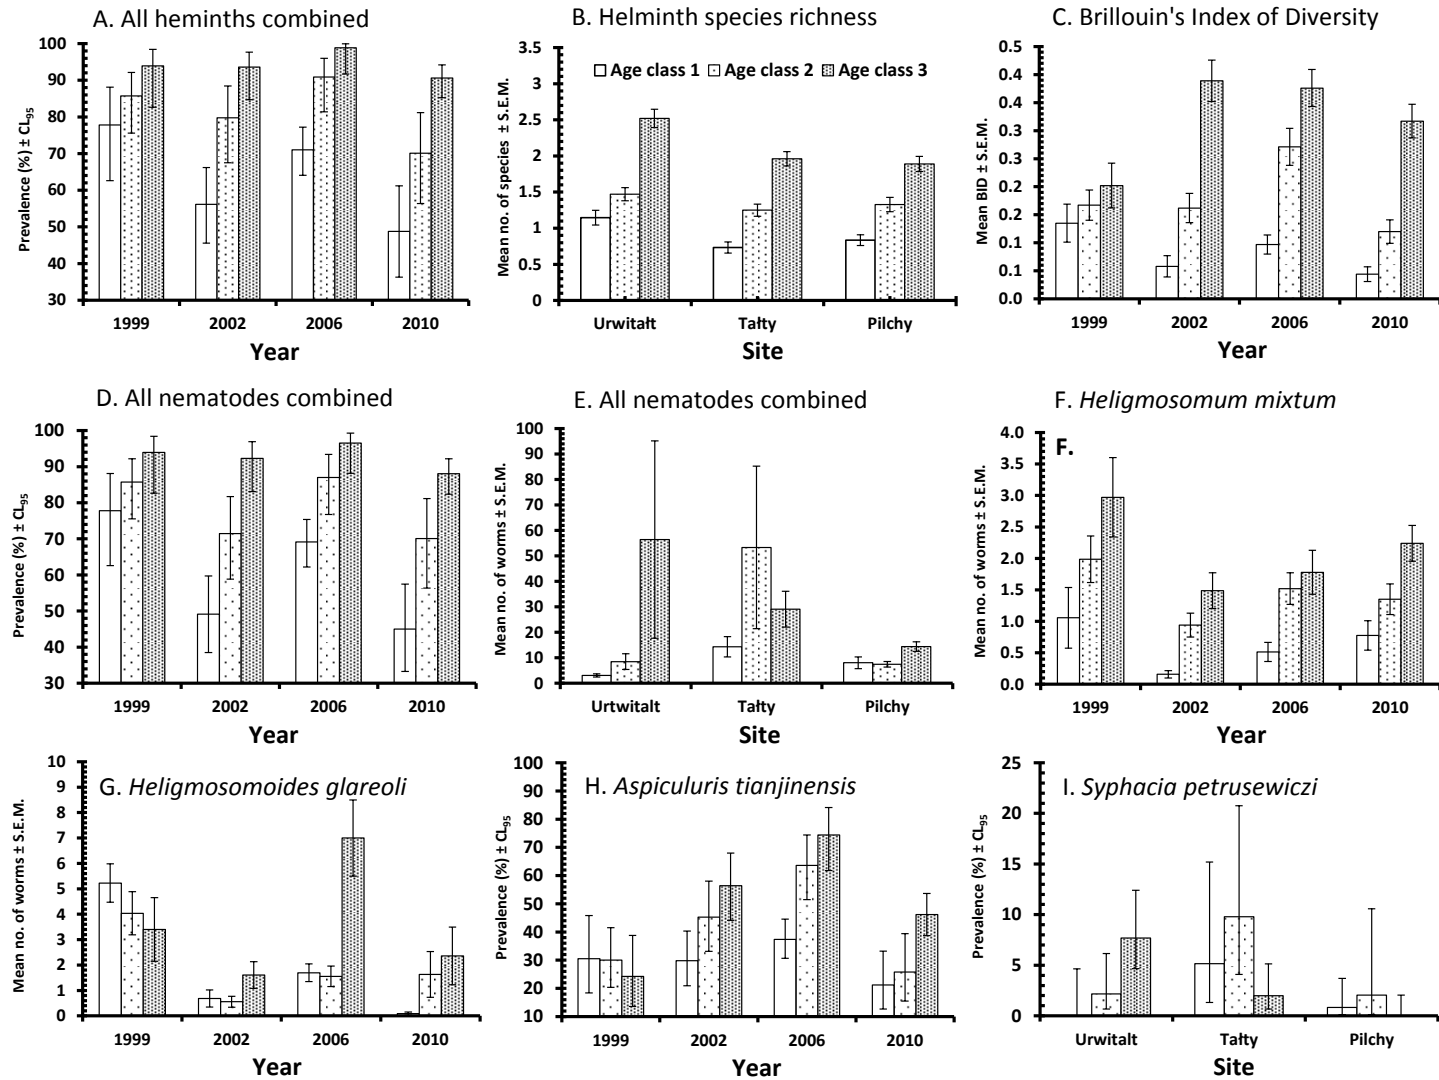 A. All heminths combined
Prevalence (%) ± CL95
100
90
80
70
60
50
40
30
1999 2002 2006 2010
Year
B. Helminth species richness
Mean no. of species ± S.E.M.
3.5
3
2.5
2
1.5
1
0.5
0
Age class 1 Age class 2 Age class 3
Urwitałt Tałty Pilchy
Site
C. Brillouin's Index of Diversity
Mean BID ± S.E.M.
0.5
0.4
0.4
0.3
0.3
0.2
0.2
0.1
0.1
0.0
1999 2002 2006 2010
Year
D. All nematodes combined
Prevalence (%) ± CL95
100
90
80
70
60
50
40
30
1999 2002 2006 2010
Year
E. All nematodes combined
Mean no. of worms ± S.E.M.
100
90
80
70
60
50
40
30
20
10
0
Urtwitalt Tałty Pilchy
Site
F. Heligmosomum mixtum
F.
Mean no. of worms ± S.E.M.
4.0
3.5
3.0
2.5
2.0
1.5
1.0
0.5
0.0
1999 2002 2006 2010
Year
G. Heligmosomoides glareoli
Mean no. of worms ± S.E.M.
10
9
8
7
6
5
4
3
2
1
0
1999 2002 2006 2010
Year
H. Aspiculuris tianjinensis
Prevalence (%) ± CL95
100
90
80
70
60
50
40
30
20
10
1999 2002 2006 2010
Year
I. Syphacia petrusewiczi
Prevalence (%) ± CL95
25
20
15
10
5
0
Urwitalt Tałty Pilchy
Site